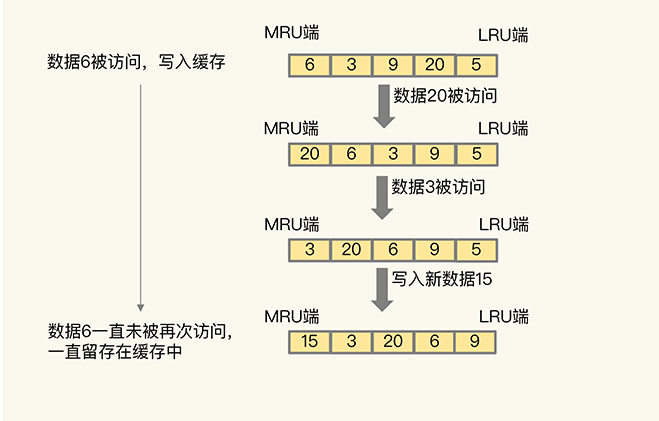 MRU端 LRU端
数据6被访问，写入缓存
6 3 9 20 5
数据20被访问
MRU端 LRU端
20 6 3 9 5
数据3被访问
MRU端 LRU端
3 20 6 9 5
写入新数据15
MRU端 LRU端
数据6一直未被再次访问，
一直留存在缓存中
15 3 20 6 9